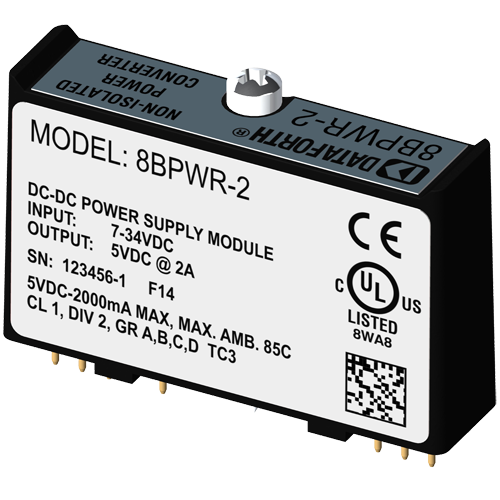 NON-ISOLATED
POWER
CONVERTER
DATAFORTH®
8BPWR-2
MODEL: 8BPWR-2
DC-DC POWER SUPPLY MODULE
INPUT: 7-34VDC
OUTPUT: 5VDC @ 2A
SN: 123456-1 F14
5VDC-2000mA MAX, MAX. AMB. 85C
CL 1, DIV 2, GR A,B,C,D TC3
CE
C UL US
LISTED
8WA8